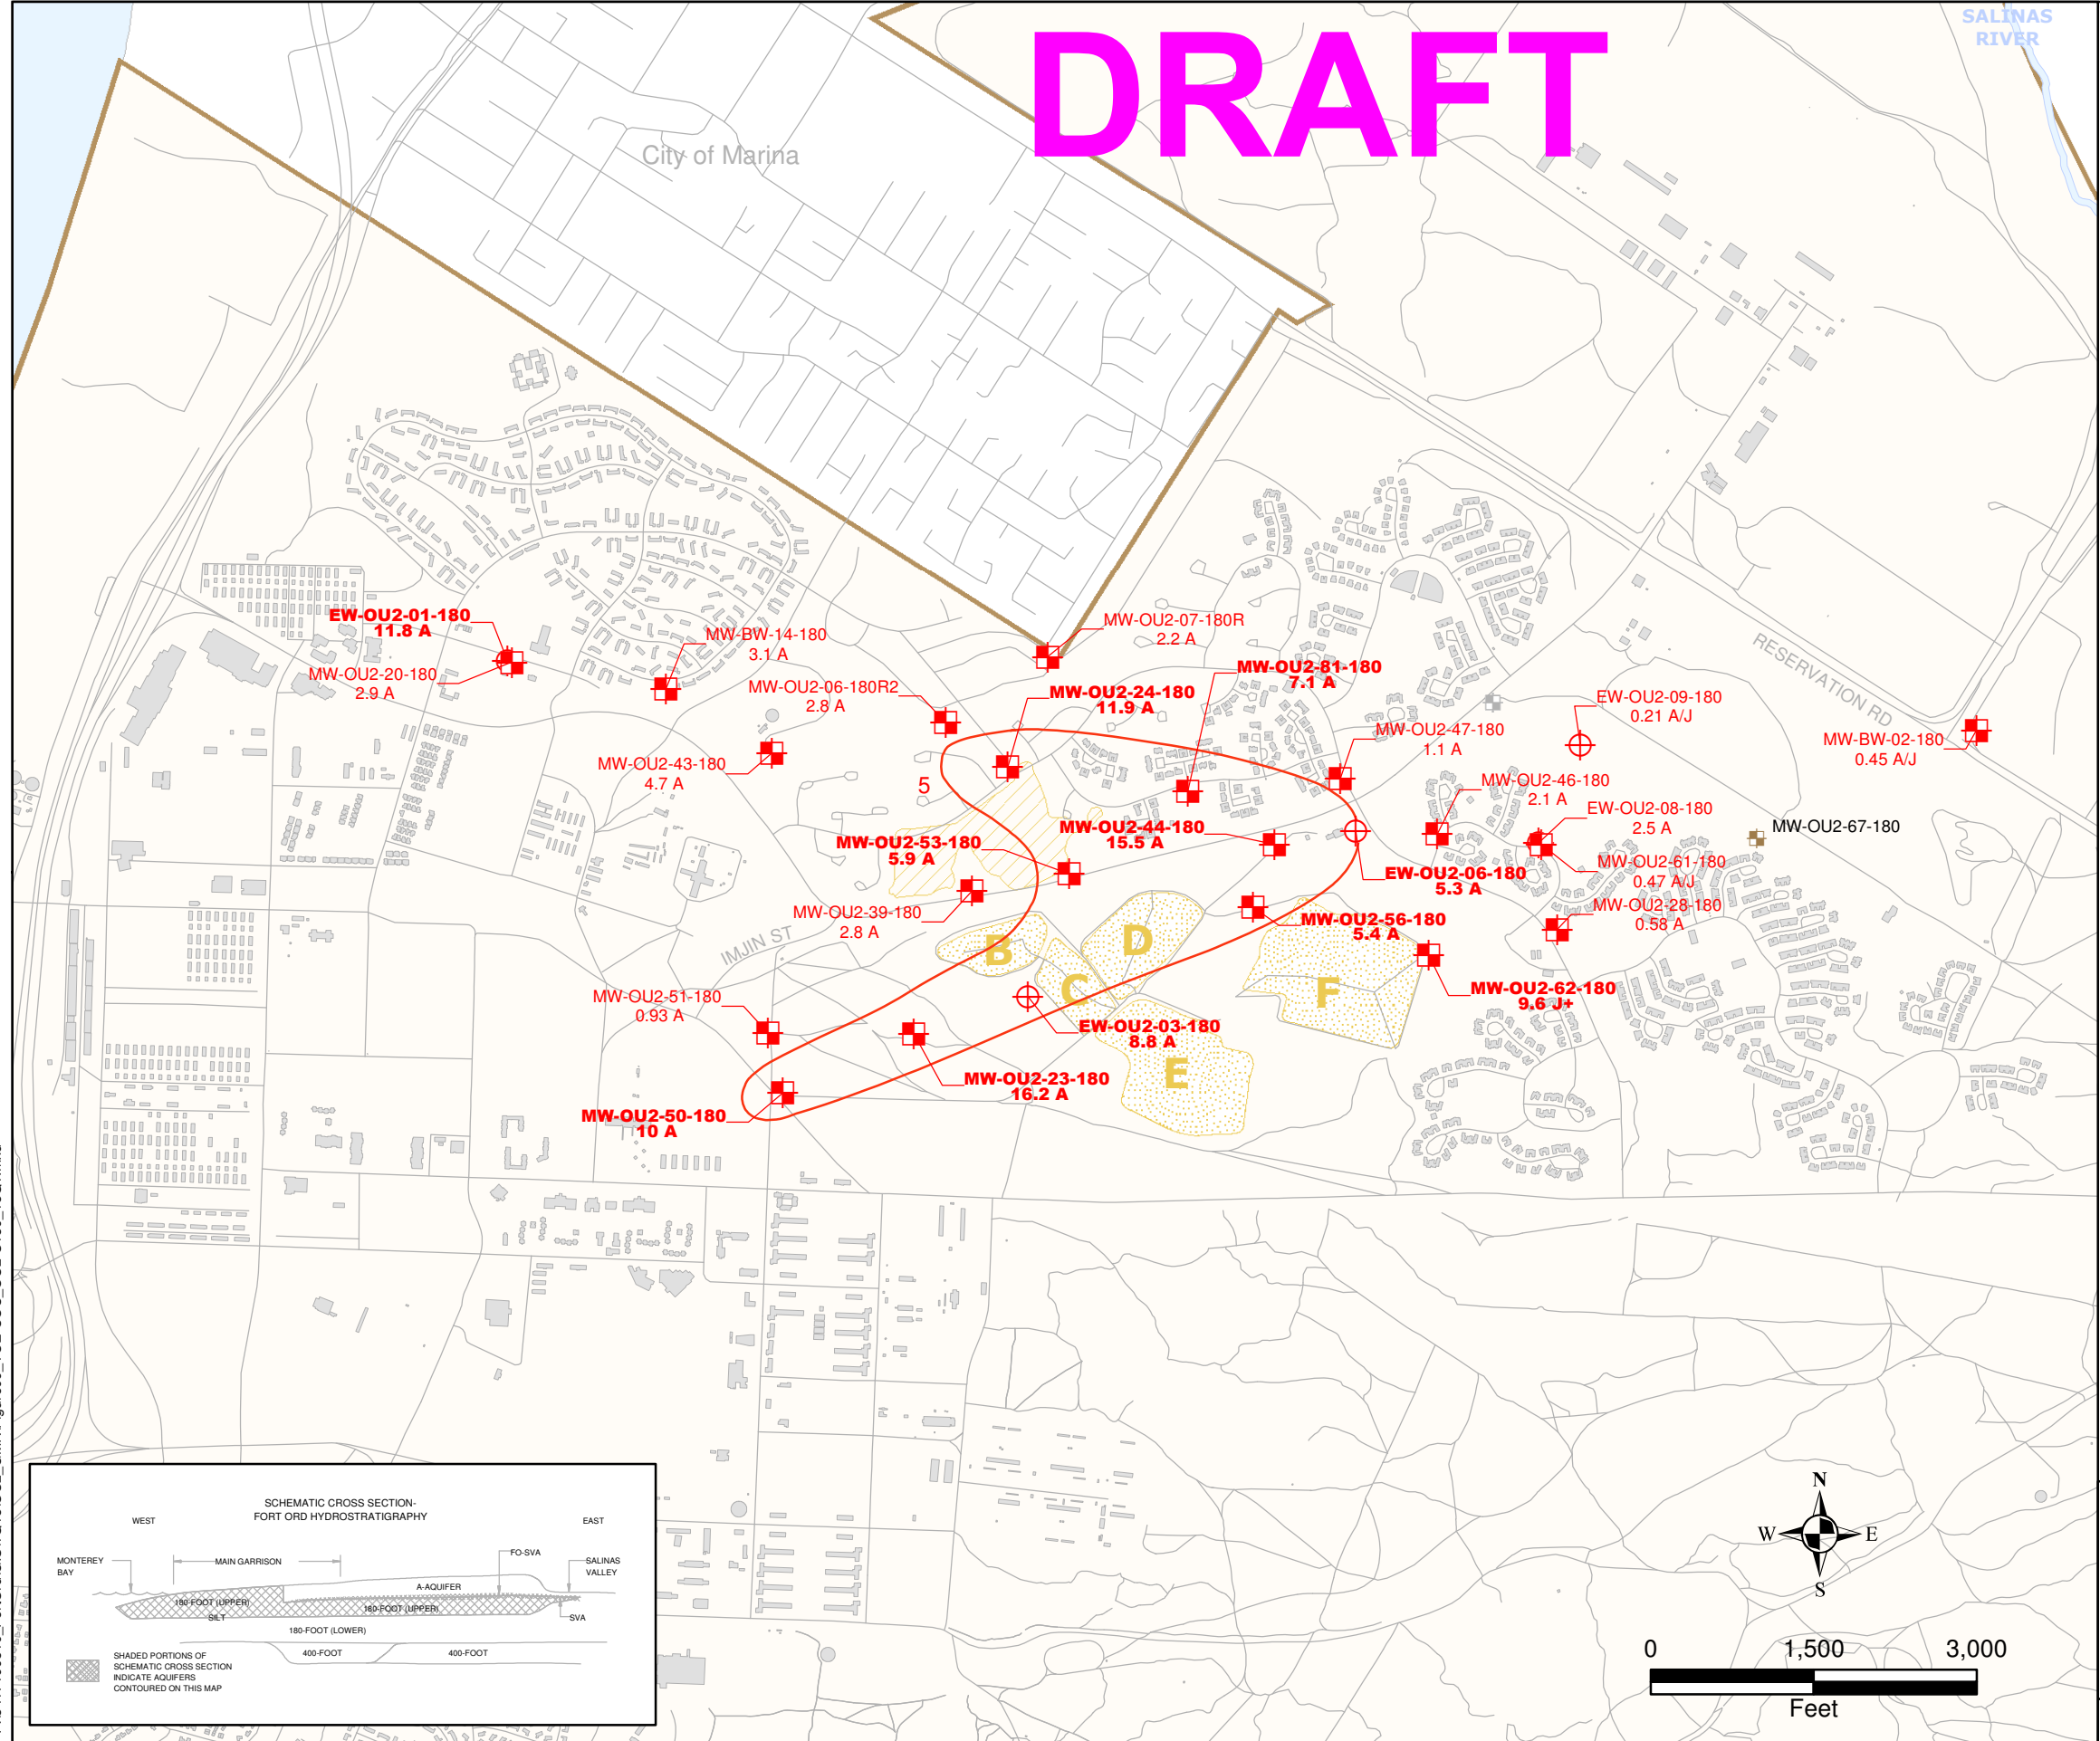 SALINAS
RIVER
DRAFT
City of Marina
EW-OU2-01-180
11.8 A
MW-OU2-20-180
2.9 A
MW-BW-14-180
3.1 A
MW-OU2-07-180R
2.2 A
MW-OU2-06-180R2
2.8 A
MW-OU2-24-180
11.9 A
MW-OU2-81-180
7.1 A
MW-OU2-47-180
1.1 A
EW-OU2-09-180
0.21 A/J
RESERVATION RD
MW-BW-02-180
0.45 A/J
MW-OU2-43-180
4.7 A
5
MW-OU2-46-180
2.1 A
EW-OU2-08-180
2.5 A
MW-OU2-67-180
MW-OU2-53-180
5.9 A
MW-OU2-44-180
15.5 A
MW-OU2-61-180
0.47 A/J
EW-OU2-06-180
5.3 A
MW-OU2-28-180
0.58 A
MW-OU2-39-180
2.8 A
MW-OU2-56-180
5.4 A
IMJIN ST
B
C
D
E
F
MW-OU2-62-180
9.6 J+
MW-OU2-51-180
0.93 A
EW-OU2-03-180
8.8 A
MW-OU2-23-180
16.2 A
MW-OU2-50-180
10 A
SCHEMATIC CROSS SECTION-
FORT ORD HYDROSTRATIGRAPHY
WEST
EAST
MONTEREY
BAY
MAIN GARRISON
FO-SVA
SALINAS
VALLEY
A-AQUIFER
180-FOOT (UPPER)
180-FOOT (UPPER)
SILT
SVA
180-FOOT (LOWER)
400-FOOT
400-FOOT
SHADED PORTIONS OF
SCHEMATIC CROSS SECTION
INDICATE AQUIFERS
CONTOURED ON THIS MAP
N
W
E
S
0 1,500 3,000
Feet